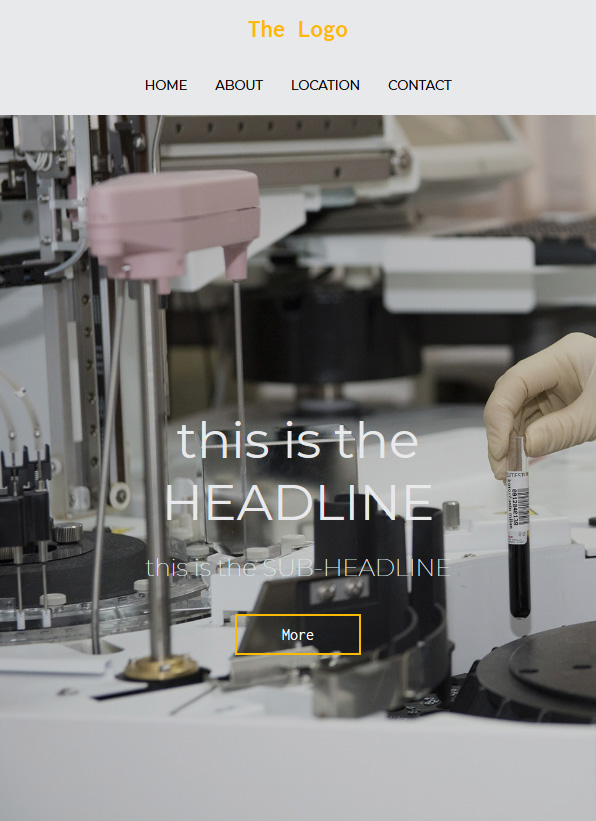 The Logo
HOME ABOUT LOCATION CONTACT
this is the
HEADLINE
this is the SUB-HEADLINE
More